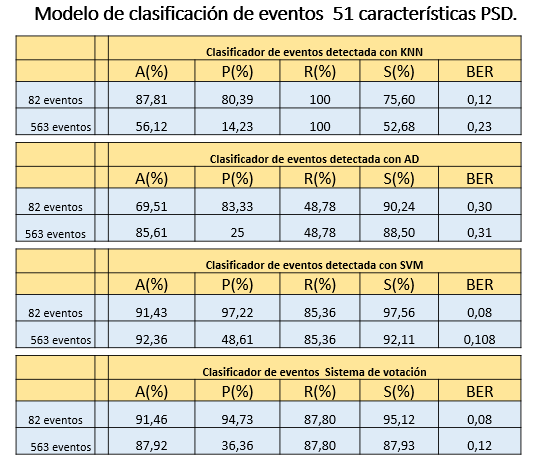 Modelo de clasificación de eventos 51 características PSD.
Clasificador de eventos detectada con KNN
A(%) P(%) R(%) S(%) BER
82 eventos 87,81 80,39 100 75,60 0,12
563 eventos 56,12 14,23 100 52,68 0,23
Clasificador de eventos detectada con AD
A(%) P(%) R(%) S(%) BER
82 eventos 69,51 83,33 48,78 90,24 0,30
563 eventos 85,61 25 48,78 88,50 0,31
Clasificador de eventos detectada con SVM
A(%) P(%) R(%) S(%) BER
82 eventos 91,43 97,22 85,36 97,56 0,08
563 eventos 92,36 48,61 85,36 92,11 0,108
Clasificador de eventos Sistema de votación
A(%) P(%) R(%) S(%) BER
82 eventos 91,46 94,73 87,80 95,12 0,08
563 eventos 87,92 36,36 87,80 87,93 0,12